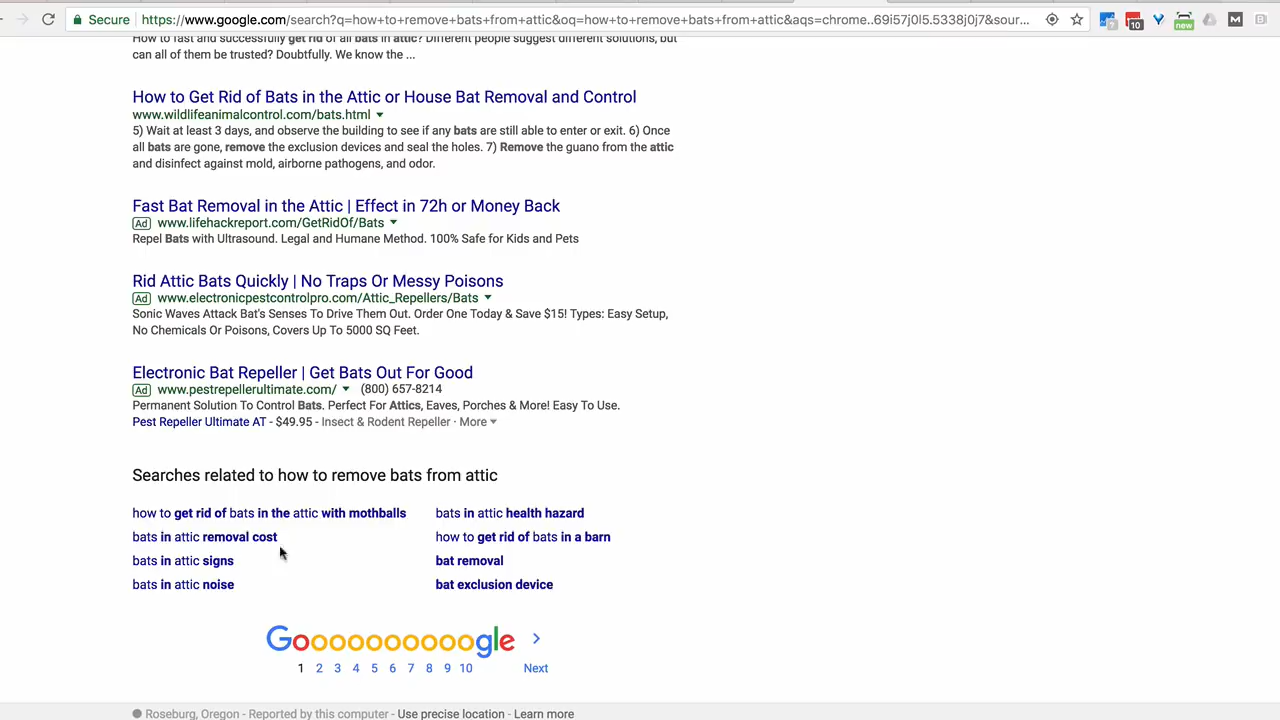 Secure https://www.google.com/search?q=how+to+remove+bats+from+attic&oq=how+to+remove+bats+from+attic&aqs=chrome..69i57j0l5.5338j0j7&sour...
10
new
M
How to fast and successfully get rid of all bats in attic? Different people suggest different solutions, but
can all of them be trusted? Doubtfully. We know the ...
How to Get Rid of Bats in the Attic or House Bat Removal and Control
www.wildlifeanimalcontrol.com/bats.html
5) Wait at least 3 days, and observe the building to see if any bats are still able to enter or exit. 6) Once
all bats are gone, remove the exclusion devices and seal the holes. 7) Remove the guano from the attic
and disinfect against mold, airborne pathogens, and odor.
Fast Bat Removal in the Attic | Effect in 72h or Money Back
Ad www.lifehackreport.com/GetRidOf/Bats
Repel Bats with Ultrasound. Legal and Humane Method. 100% Safe for Kids and Pets
Rid Attic Bats Quickly | No Traps Or Messy Poisons
Ad www.electronicpestcontrolpro.com/Attic_Repellers/Bats
Sonic Waves Attack Bat's Senses To Drive Them Out. Order One Today & Save $15! Types: Easy Setup,
No Chemicals Or Poisons, Covers Up To 5000 SQ Feet.
Electronic Bat Repeller | Get Bats Out For Good
Ad www.pestrepellerultimate.com/ (800) 657-8214
Permanent Solution To Control Bats. Perfect For Attics, Eaves, Porches & More! Easy To Use.
Pest Repeller Ultimate AT - $49.95 - Insect & Rodent Repeller · More
Searches related to how to remove bats from attic
how to get rid of bats in the attic with mothballs
bats in attic removal cost
bats in attic signs
bats in attic noise
bats in attic health hazard
how to get rid of bats in a barn
bat removal
bat exclusion device
Goooooooooogle
1 2 3 4 5 6 7 8 9 10 Next
Roseburg, Oregon - Reported by this computer - Use precise location - Learn more